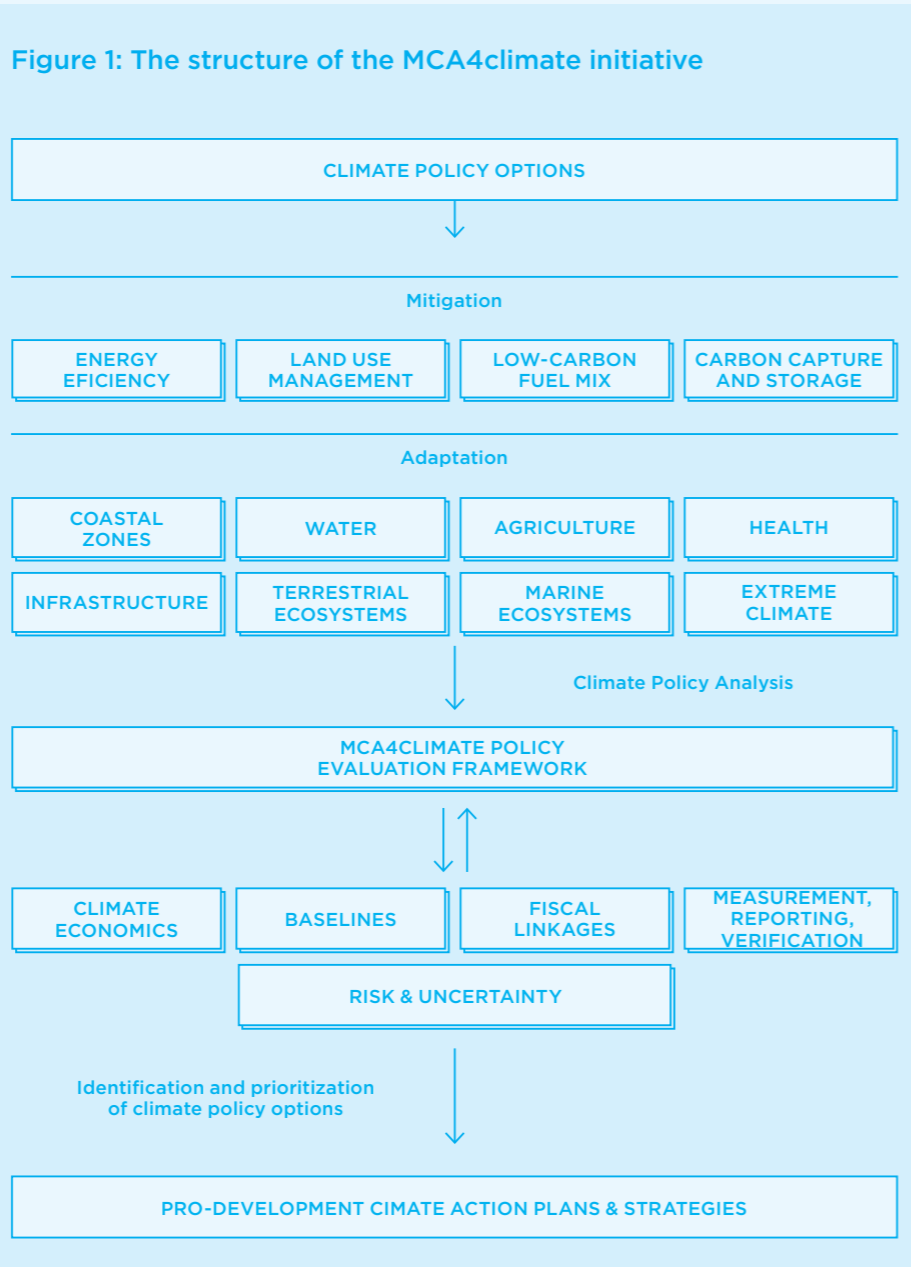 Figure 1: The structure of the MCA4climate initiative
CLIMATE POLICY OPTIONS
Mitigation
ENERGY
EFICIENCY
LAND USE
MANAGEMENT
LOW-CARBON
FUEL MIX
CARBON CAPTURE
AND STORAGE
Adaptation
COASTAL
ZONES
WATER
AGRICULTURE
HEALTH
INFRASTRUCTURE
TERRESTRIAL
ECOSYSTEMS
MARINE
ECOSYSTEMS
EXTREME
CLIMATE
Climate Policy Analysis
MCA4CLIMATE POLICY
EVALUATION FRAMEWORK
CLIMATE
ECONOMICS
BASELINES
FISCAL
LINKAGES
MEASUREMENT,
REPORTING,
VERIFICATION
RISK & UNCERTAINTY
Identification and prioritization
of climate policy options
PRO-DEVELOPMENT CIMATE ACTION PLANS & STRATEGIES